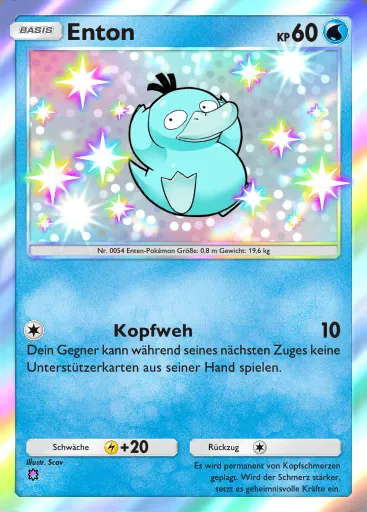 BASIS Enton KP 60
Nr. 0054 Enten-Pokémon Größe: 0,8 m Gewicht: 19,6 kg
Kopfweh 10
Dein Gegner kann während seines nächsten Zuges keine
Unterstützerkarten aus seiner Hand spielen.
Schwäche +20 Rückzug
Illustr. Scav
Es wird permanent von Kopfschmerzen
geplagt. Wird der Schmerz stärker,
setzt es geheimnisvolle Kräfte ein.